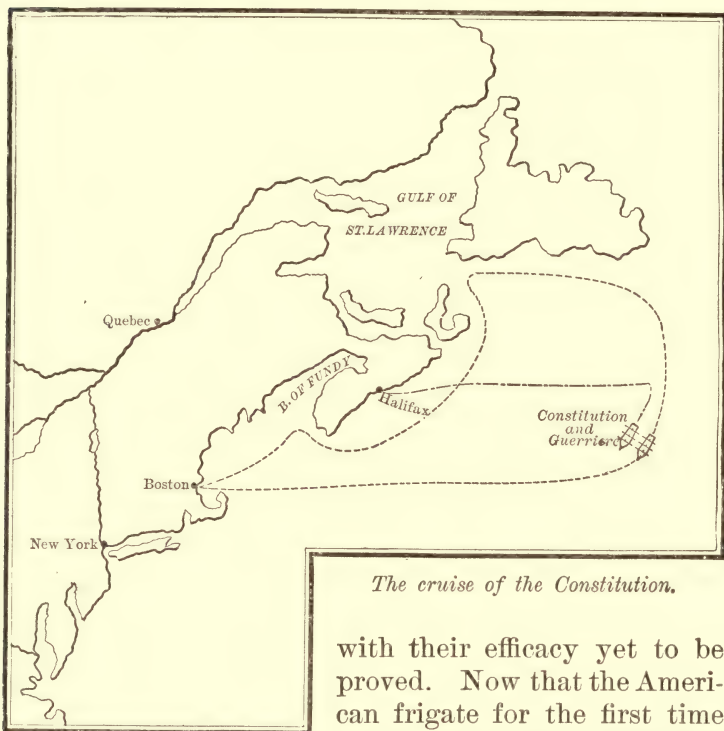 GULF OF
ST. LAWRENCE
Quebec
B. OF FUNDY
Halifax
Constitution
and
Guerriere
Boston
New York
The cruise of the Constitution.
with their efficacy yet to be
proved. Now that the Ameri-
can frigate for the first time